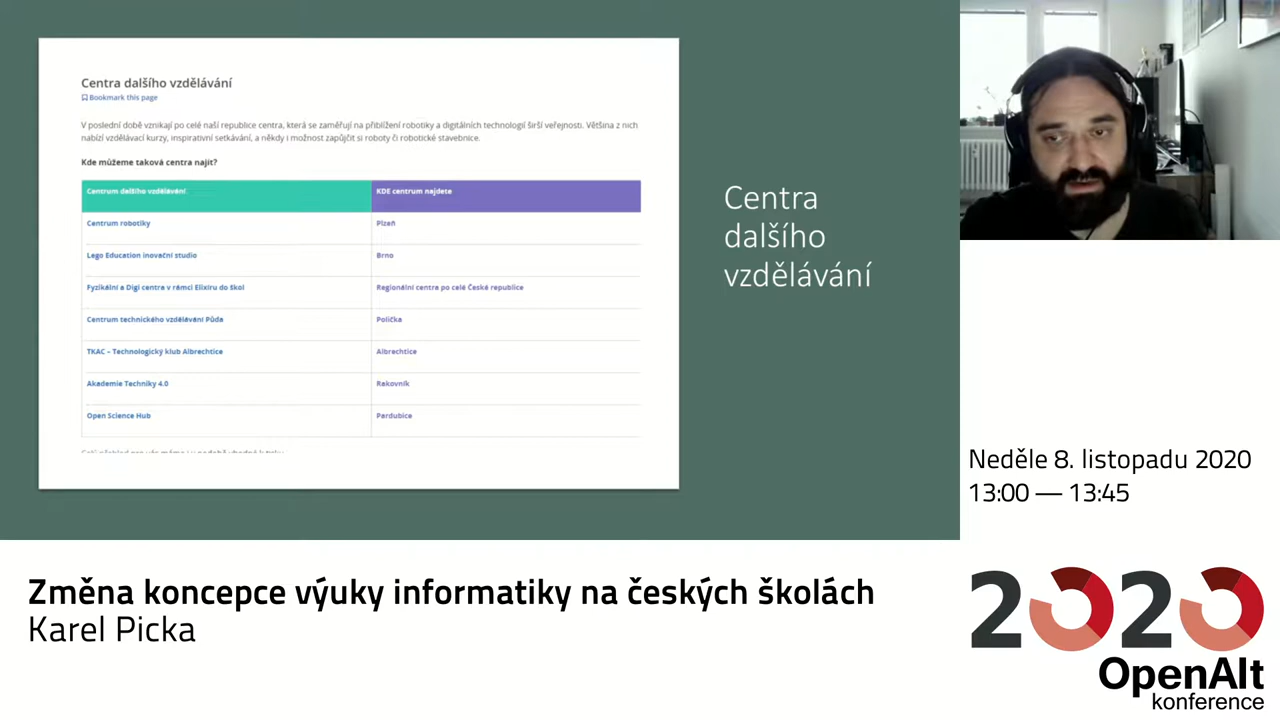 Centra dalšího vzdělávání
Bookmark this page
V poslední době vznikají po celé naší republice centra, která se zaměřují na přiblížení robotiky a digitálních technologií širší veřejnosti. Většina z nich
nabízí vzdělávací kurzy, inspirativní setkávání, a někdy i možnost zapůjčit si roboty či robotické stavebnice.
Kde můžeme taková centra najít?
Centrum dalšího vzdělávání KDE centrum najdete
Centrum robotiky Plzeň
Lego Education inovační studio Brno
Fyzikální a Digi centra v rámci Elixíru do škol Regionální centra po celé České republice
Centrum technického vzdělávání Půda Polička
TKAC – Technologický klub Albrechtice Albrechtice
Akademie Techniky 4.0 Rakovník
Open Science Hub Pardubice
Centra
dalšího
vzdělávání
Neděle 8. listopadu 2020
13:00 — 13:45
Změna koncepce výuky informatiky na českých školách
Karel Picka
2020
OpenAlt
konference